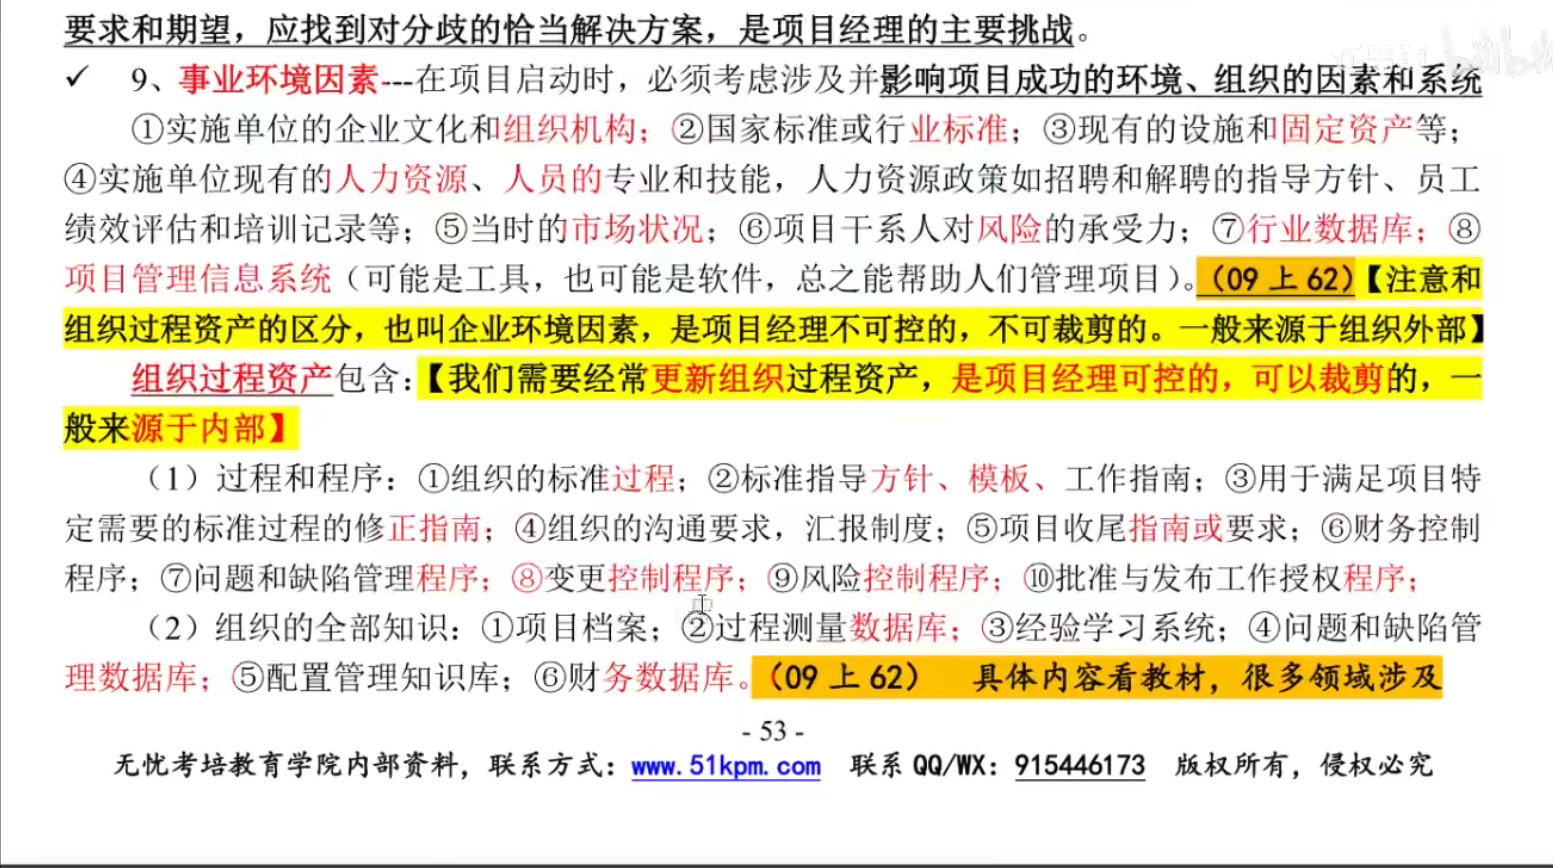 要求和期望，应找到对分歧的恰当解决方案，是项目经理的主要挑战。
bilibili
✓ 9、事业环境因素---在项目启动时，必须考虑涉及并影响项目成功的环境、组织的因素和系统
①实施单位的企业文化和组织机构；②国家标准或行业标准；③现有的设施和固定资产等；
④实施单位现有的人力资源、人员的专业和技能，人力资源政策如招聘和解聘的指导方针、员工
绩效评估和培训记录等；⑤当时的市场状况；⑥项目干系人对风险的承受力；⑦行业数据库；⑧
项目管理信息系统（可能是工具，也可能是软件，总之能帮助人们管理项目）。（09 上 62）【注意和
组织过程资产的区分，也叫企业环境因素，是项目经理不可控的，不可裁剪的。一般来源于组织外部】
组织过程资产包含：【我们需要经常更新组织过程资产，是项目经理可控的，可以裁剪的，一
般来源于内部】
（1）过程和程序：①组织的标准过程；②标准指导方针、模板、工作指南；③用于满足项目特
定需要的标准过程的修正指南；④组织的沟通要求，汇报制度；⑤项目收尾指南或要求；⑥财务控制
程序；⑦问题和缺陷管理程序；⑧变更控制程序；⑨风险控制程序；⑩批准与发布工作授权程序；
（2）组织的全部知识：①项目档案；②过程测量数据库；③经验学习系统；④问题和缺陷管
理数据库；⑤配置管理知识库；⑥财务数据库。（09 上 62） 具体内容看教材，很多领域涉及
- 53 -
无忧考培教育学院内部资料，联系方式：www.51kpm.com 联系 QQ/WX：915446173 版权所有，侵权必究